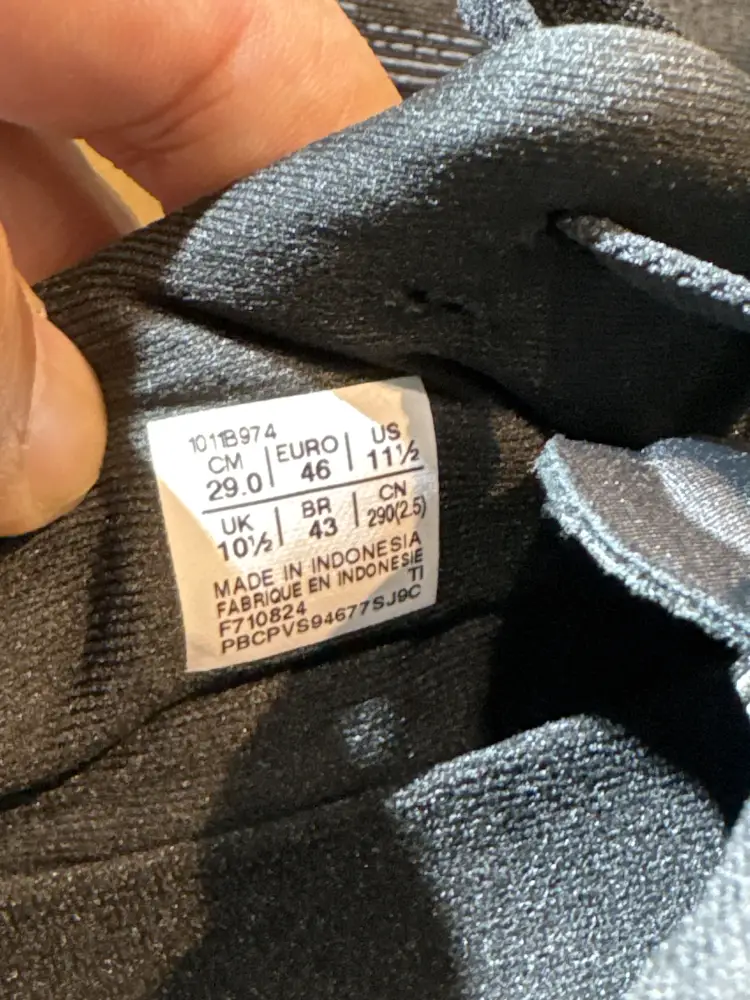 1011B974
CM 29.0 | EURO 46 | US 11½
UK 10½ | BR 43 | CN 290(2.5)
MADE IN INDONESIA
FABRIQUE EN INDONESIE
TI
F710824
PBCPVS94677SJ9C